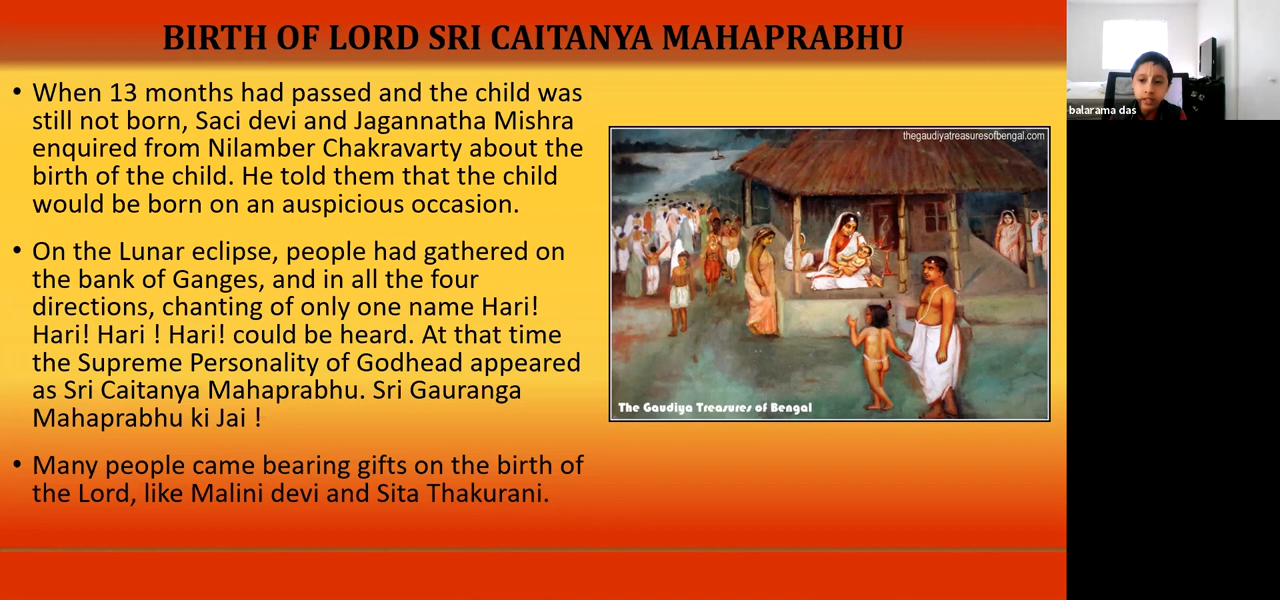 BIRTH OF LORD SRI CAITANYA MAHAPRABHU
• When 13 months had passed and the child was
still not born, Saci devi and Jagannatha Mishra
enquired from Nilamber Chakravarty about the
birth of the child. He told them that the child
would be born on an auspicious occasion.
• On the Lunar eclipse, people had gathered on
the bank of Ganges, and in all the four
directions, chanting of only one name Hari!
Hari! Hari ! Hari! could be heard. At that time
the Supreme Personality of Godhead appeared
as Sri Caitanya Mahaprabhu. Sri Gauranga
Mahaprabhu ki Jai !
• Many people came bearing gifts on the birth of
the Lord, like Malini devi and Sita Thakurani.
thegaudiyatreasuresofbengal.com
The Gaudiya Treasures of Bengal
balarama das